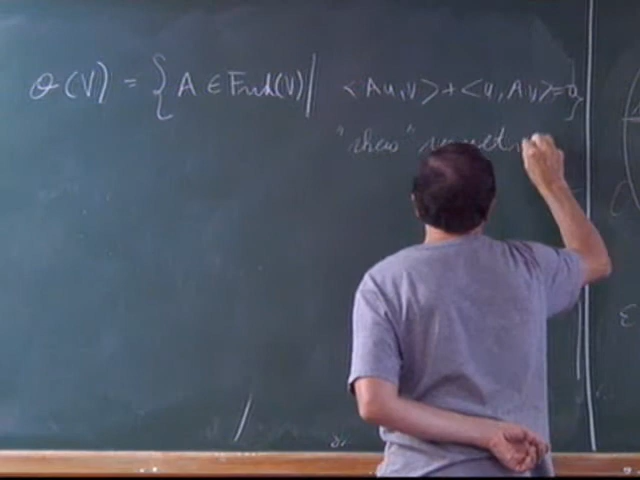 σ(V) = { A ∈ End(V) | <Au,v> + <u,Av> = 0 }
"skew"
ε